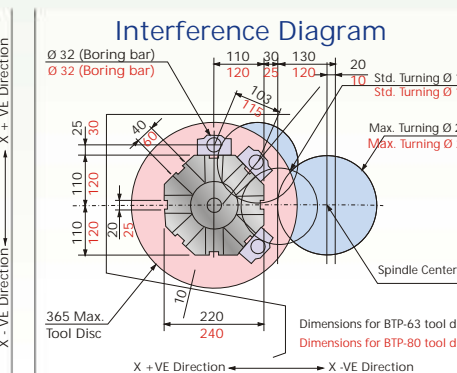 Interference Diagram
Ø 32 (Boring bar)
Ø 32 (Boring bar)
110 30 130
120 25 120
20
10
103
115
Std. Turning Ø
Std. Turning Ø
Max. Turning Ø 2
Max. Turning Ø
25
30
40
60
110
120
20
25
110
120
10
Spindle Center
365 Max.
Tool Disc
220
240
Dimensions for BTP-63 tool d
Dimensions for BTP-80 tool d
X +VE Direction
X -VE Direction
X + VE Direction
X - VE Direction